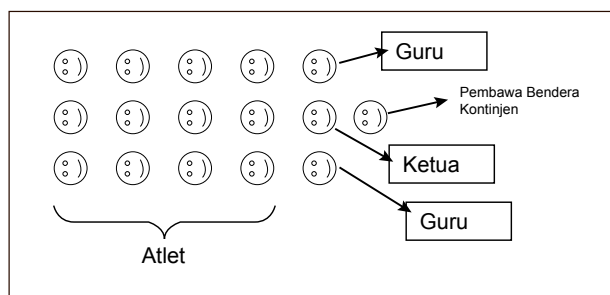 Guru
Pembawa Bendera
Kontinjen
Ketua
Guru
Atlet